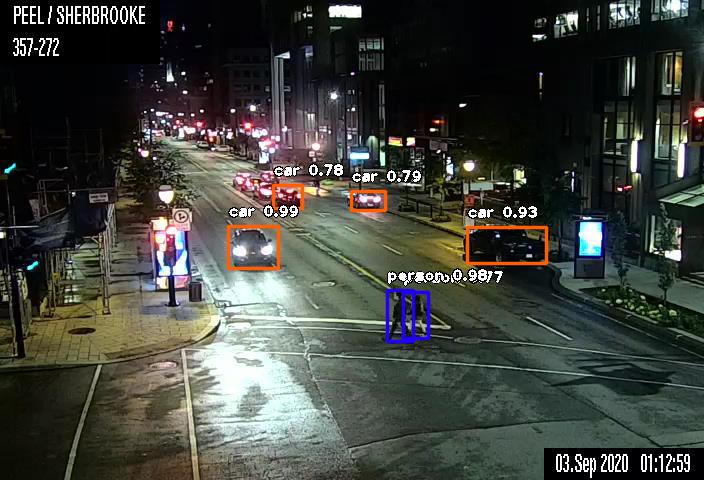 PEEL / SHERBROOKE
357-272
car 0.78
car 0.79
car 0.99
car 0.93
person 0.98
77
03.Sep 2020 01:12:59